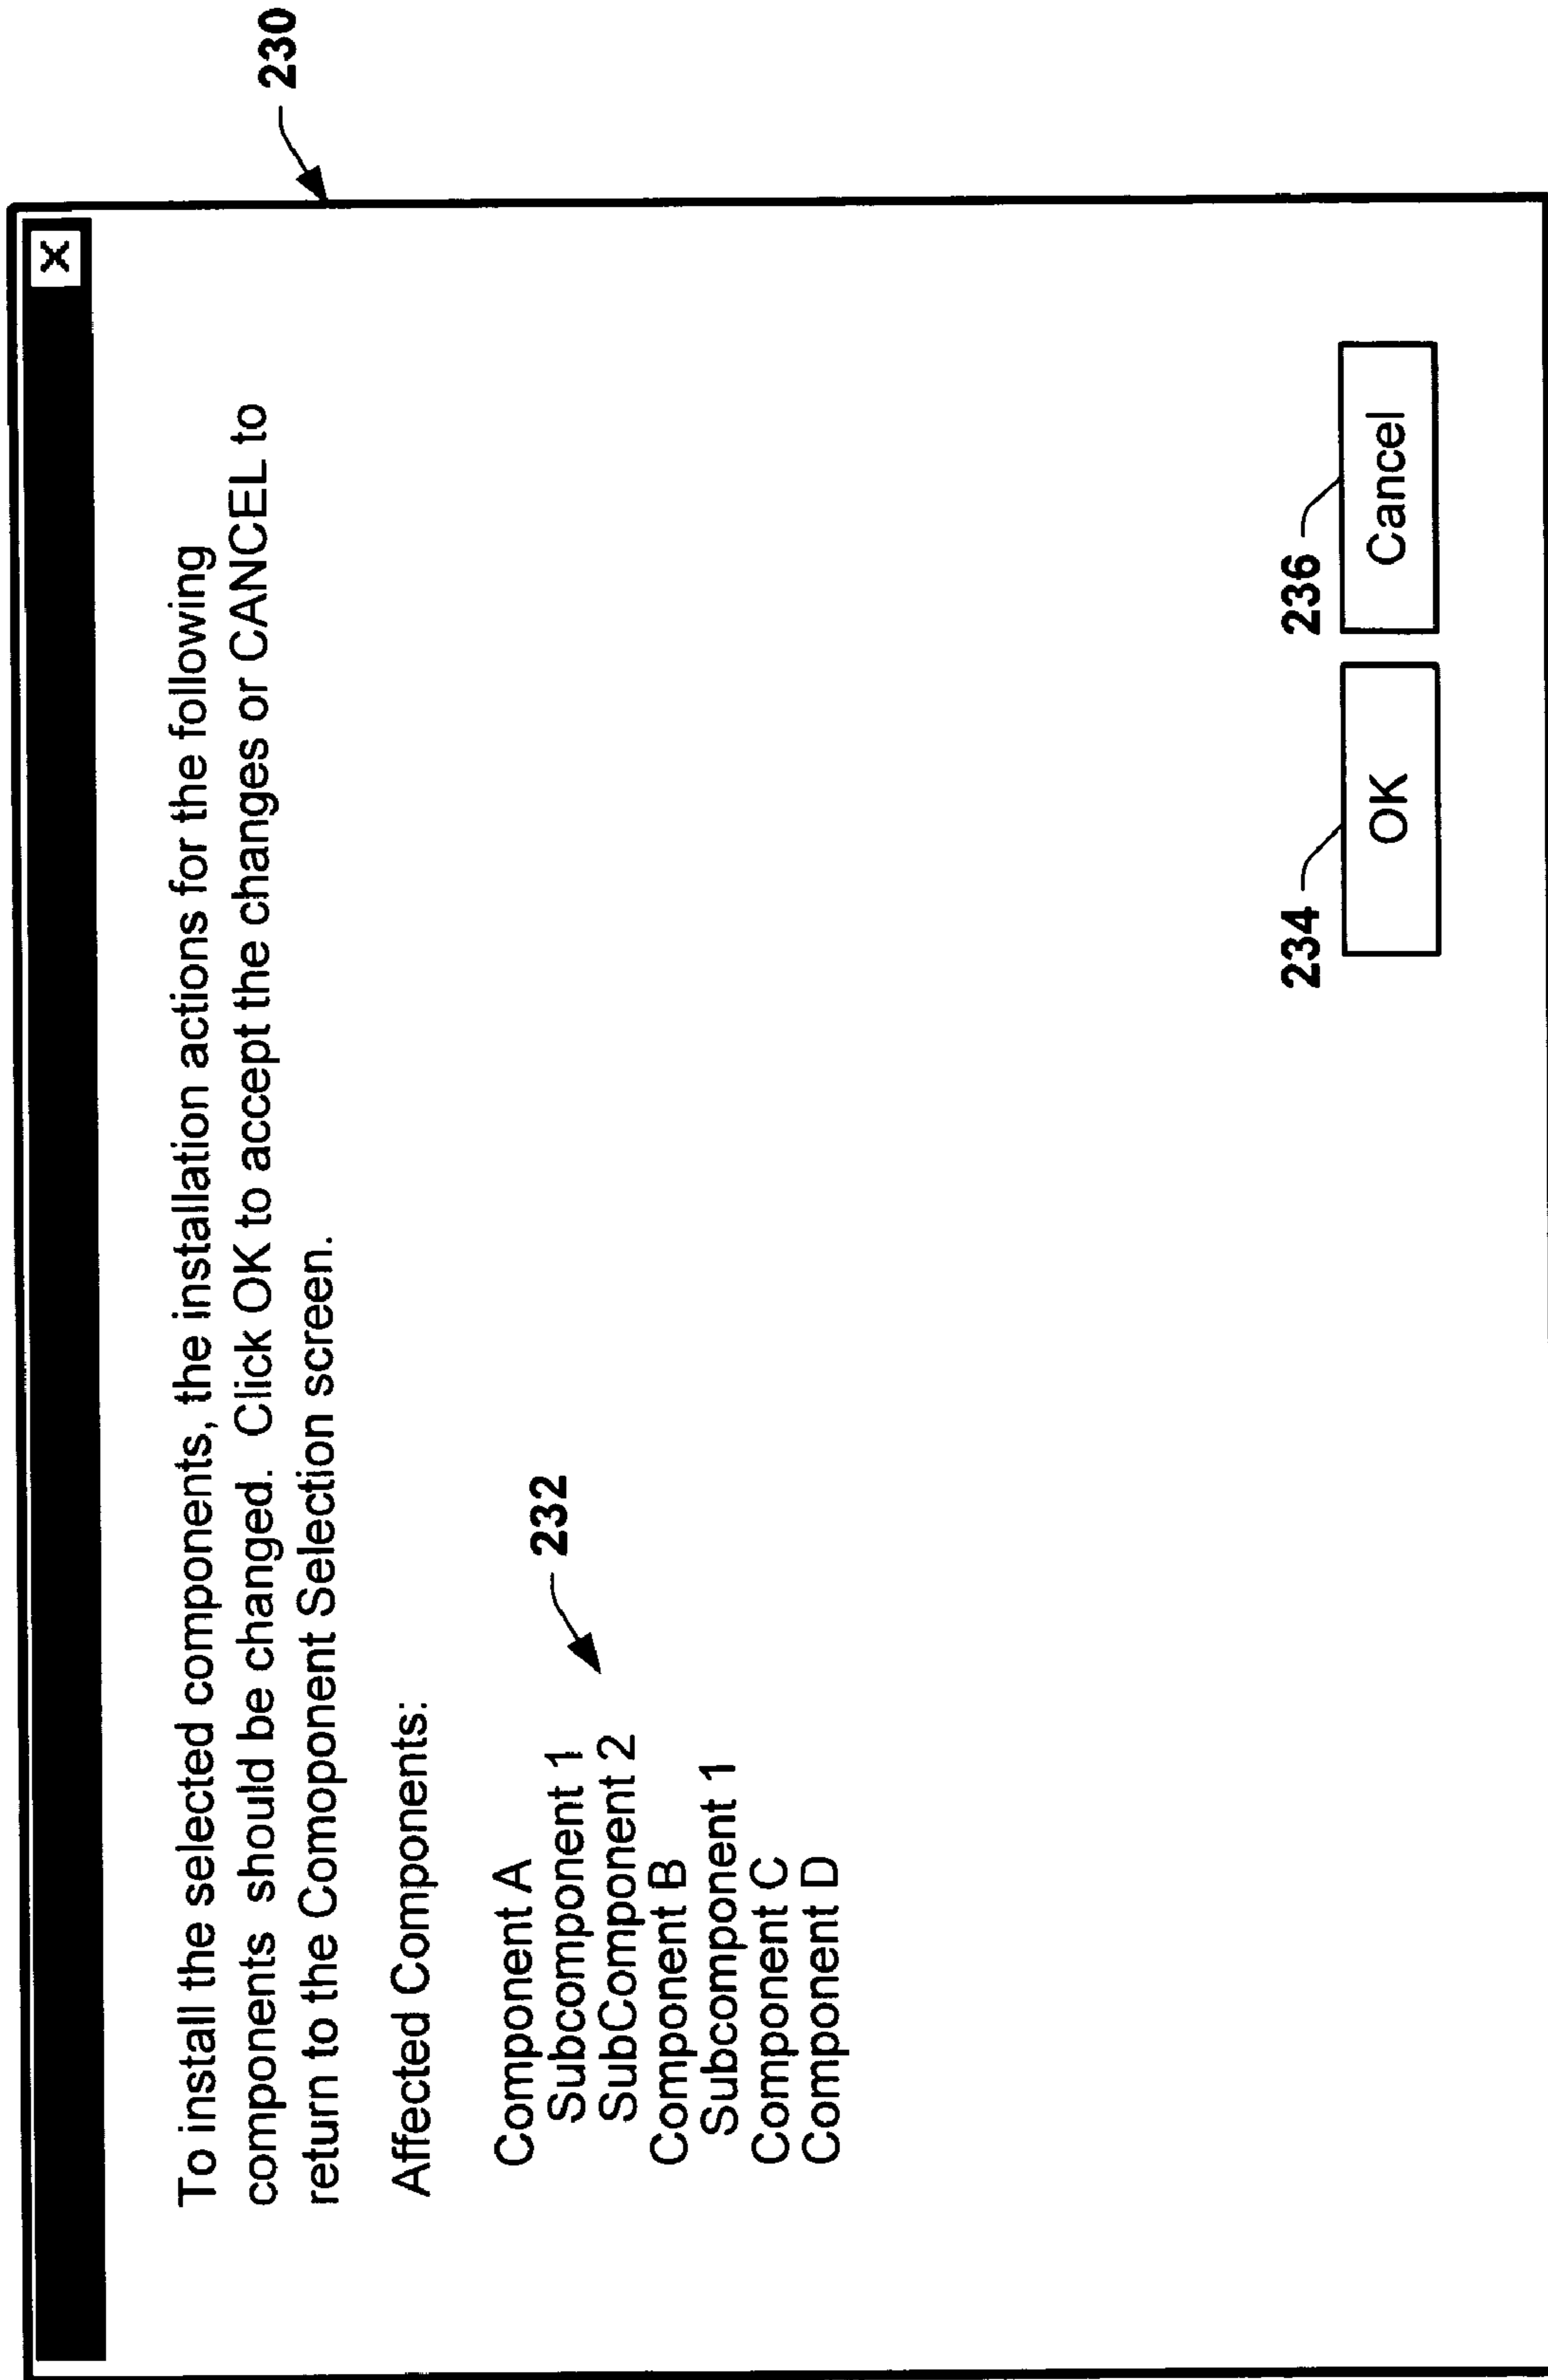 230
X
To install the selected components, the installation actions for the following
components should be changed. Click OK to accept the changes or CANCEL to
return to the Comoponent Selection screen.
Affected Components:
232
Component A
Subcomponent 1
SubComponent 2
Component B
Subcomponent 1
Component C
Component D
234
236
OK
Cancel